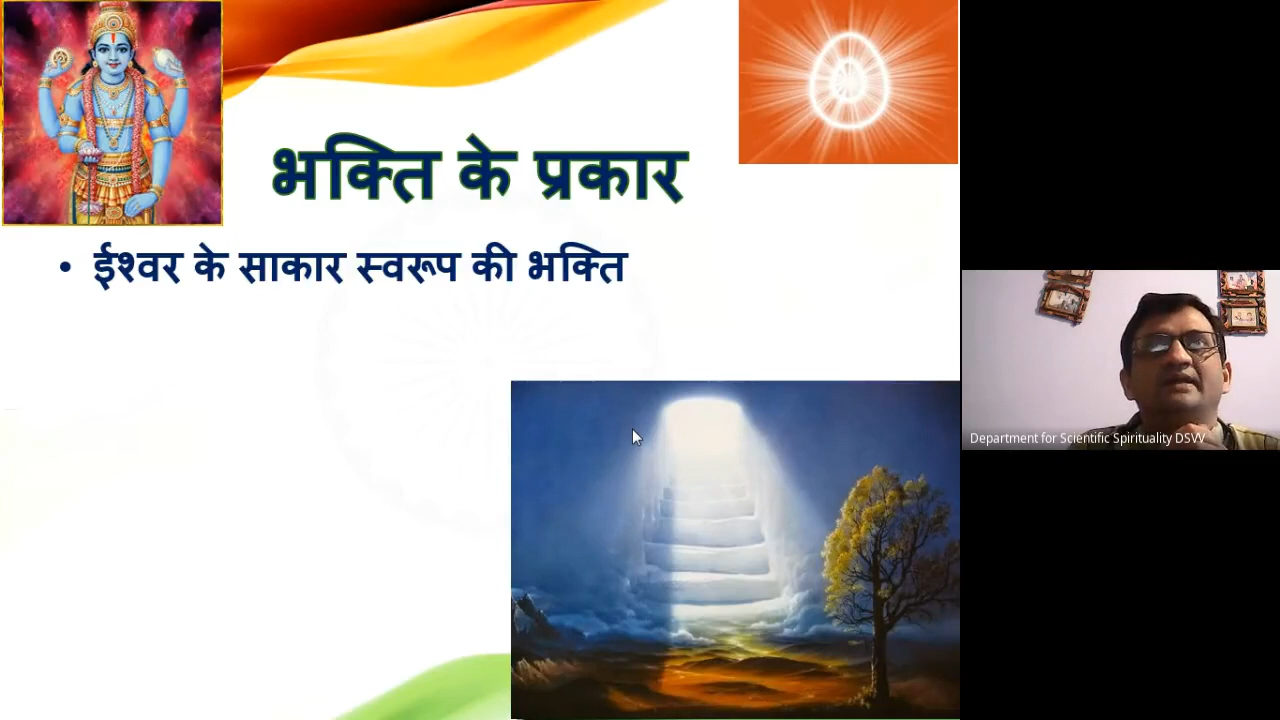 भक्ति के प्रकार
• ईश्वर के साकार स्वरूप की भक्ति
Department for Scientific Spirituality DSVV